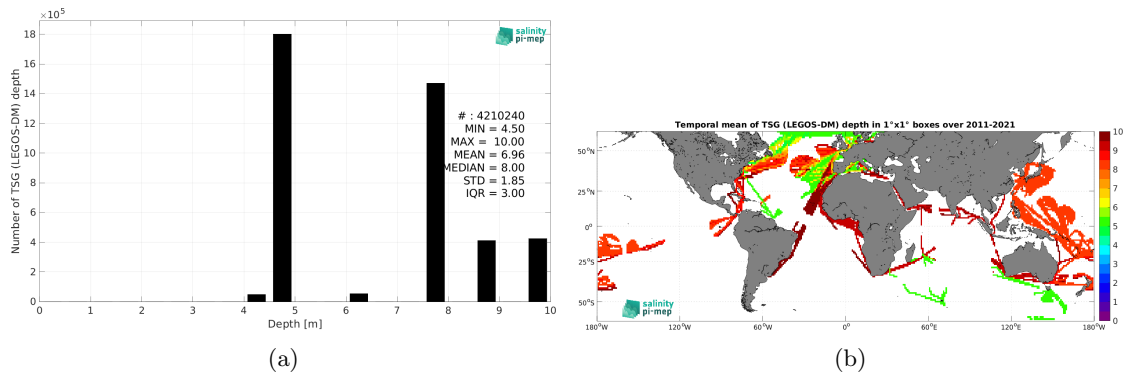 ×10⁵
18
16
14
12
10
8
6
4
2
0
Number of TSG (LEGOS-DM) depth
salinity
pi-mep
# : 4210240
MIN = 4.50
MAX = 10.00
MEAN = 6.96
MEDIAN = 8.00
STD = 1.85
IQR = 3.00
0 1 2 3 4 5 6 7 8 9 10
Depth [m]
(a)
Temporal mean of TSG (LEGOS-DM) depth in 1°x1° boxes over 2011-2021
50°N
25°N
0°
25°S
50°S
salinity
pi-mep
180°W 120°W 60°W 0° 60°E 120°E 180°W
10
9
8
7
6
5
4
3
2
1
0
(b)